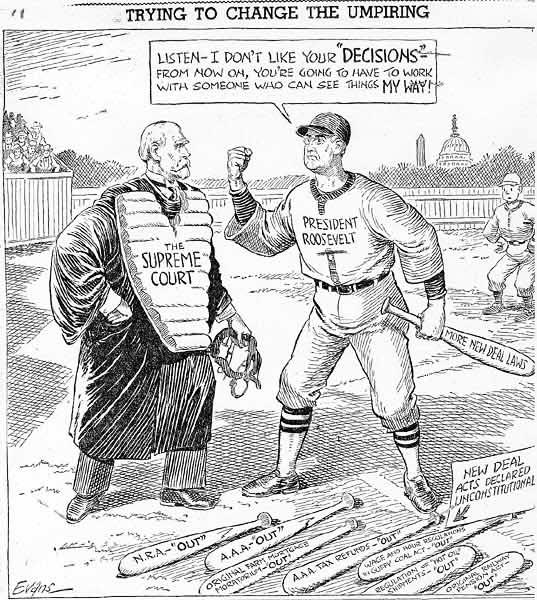 11
TRYING TO CHANGE THE UMPIRING
LISTEN- I DON'T LIKE YOUR "DECISIONS"-
FROM NOW ON, YOU'RE GOING TO HAVE TO WORK
WITH SOMEONE WHO CAN SEE THINGS MY WAY!
PRESIDENT
ROOSEVELT
THE
SUPREME
COURT
MORE NEW DEAL LAWS
NEW DEAL
ACTS DECLARED
UNCONSTITUTIONAL
N.R.A.-"OUT"
A.A.A-"OUT"
ORIGINAL FARM MORTGAGE
MORATORIUM-"OUT"
A.A.A. TAX REFUNDS-"OUT"
WAGE AND HOUR REGULATIONS
GUFFY COAL ACT-"OUT"
REGULATION OF "HOT OIL"
SHIPMENTS-"OUT"
ORIGINAL RAILWAY
PENSION ACT-
"OUT"
EVANS